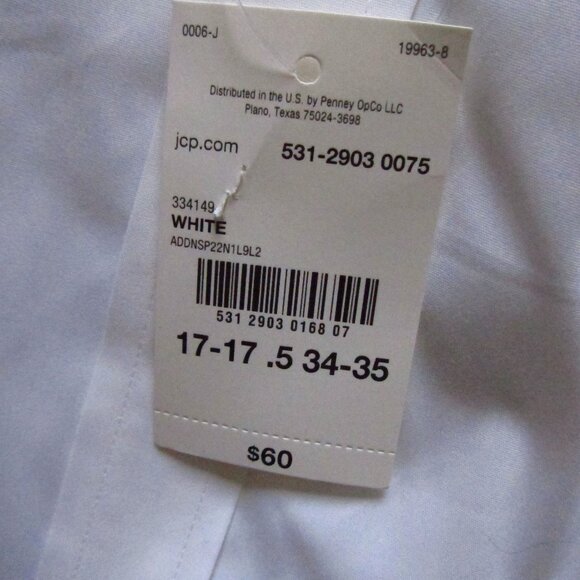 0006-J 19963-8
Distributed in the U.S. by Penney OpCo LLC
Plano, Texas 75024-3698
jcp.com 531-2903 0075
334149
WHITE
ADDNSP22N1L9L2
531 2903 0168 07
17-17 .5 34-35
$60